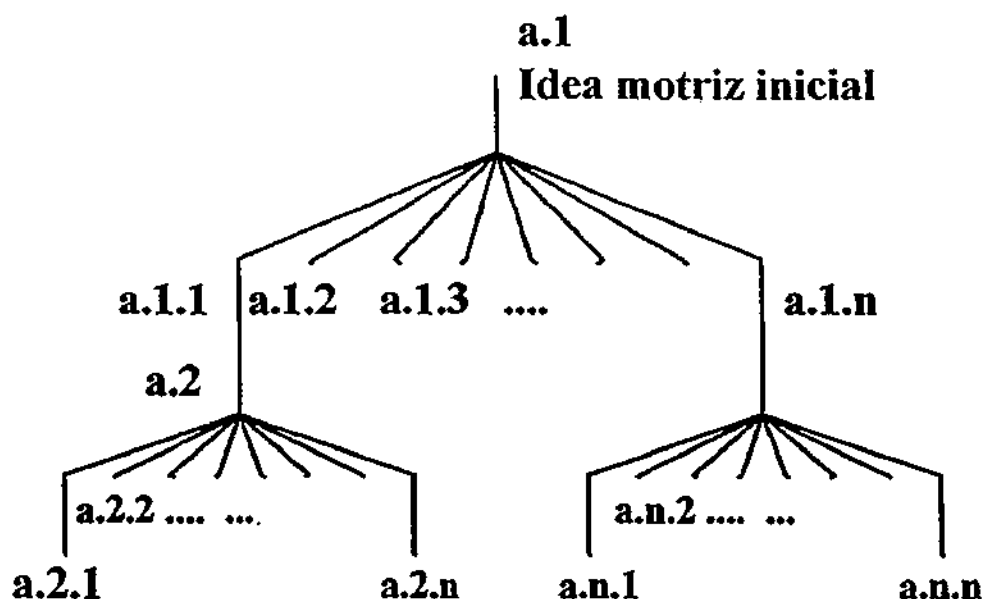 a.1
Idea motriz inicial
a.1.1 a.1.2 a.1.3 .... a.1.n
a.2
a.2.2 .... ... a.n.2 .... ...
a.2.1 a.2.n a.n.1 a.n.n